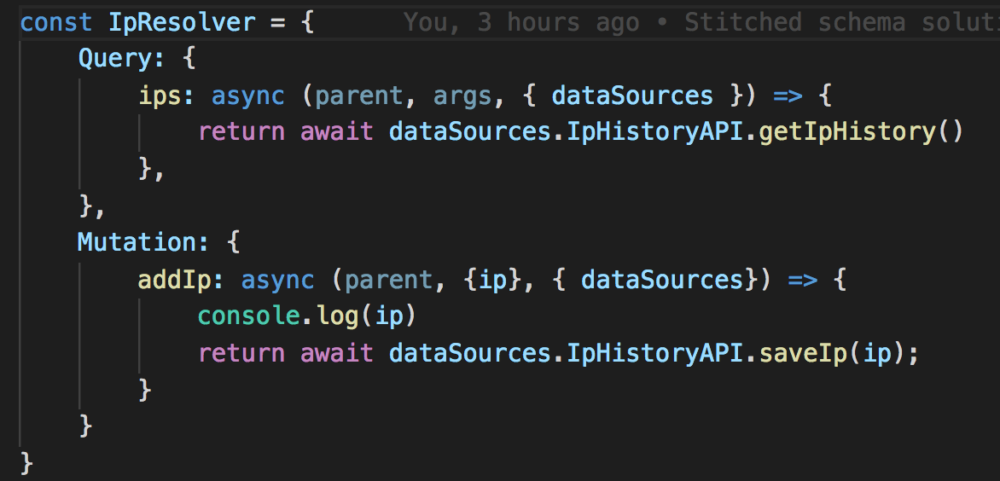 const IpResolver = {      You, 3 hours ago • Stitched schema
    Query: {
        ips: async (parent, args, { dataSources }) => {
            return await dataSources.IpHistoryAPI.getIpHistory()
        },
    },
    Mutation: {
        addIp: async (parent, {ip}, { dataSources}) => {
            console.log(ip)
            return await dataSources.IpHistoryAPI.saveIp(ip);
        }
    }
}